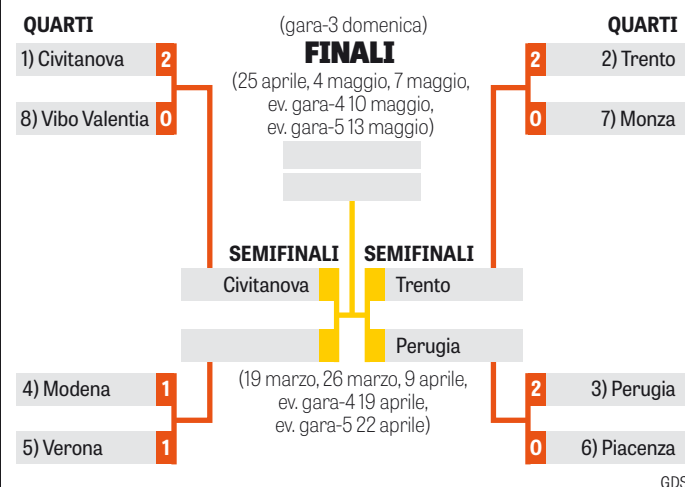 QUARTI
1) Civitanova 2
8) Vibo Valentia 0
(gara-3 domenica)
FINALI
(25 aprile, 4 maggio, 7 maggio,
ev. gara-4 10 maggio,
ev. gara-5 13 maggio)
QUARTI
2 2) Trento
0 7) Monza
SEMIFINALI
Civitanova
SEMIFINALI
Trento
Perugia
4) Modena 1
5) Verona 1
(19 marzo, 26 marzo, 9 aprile,
ev. gara-4 19 aprile,
ev. gara-5 22 aprile)
2 3) Perugia
0 6) Piacenza
GDS